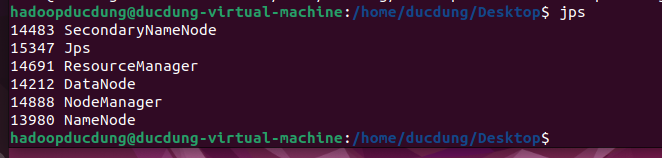 hadoopducdung@ducdung-virtual-machine:/home/ducdung/Desktop$ jps
14483 SecondaryNameNode
15347 Jps
14691 ResourceManager
14212 DataNode
14888 NodeManager
13980 NameNode
hadoopducdung@ducdung-virtual-machine:/home/ducdung/Desktop$